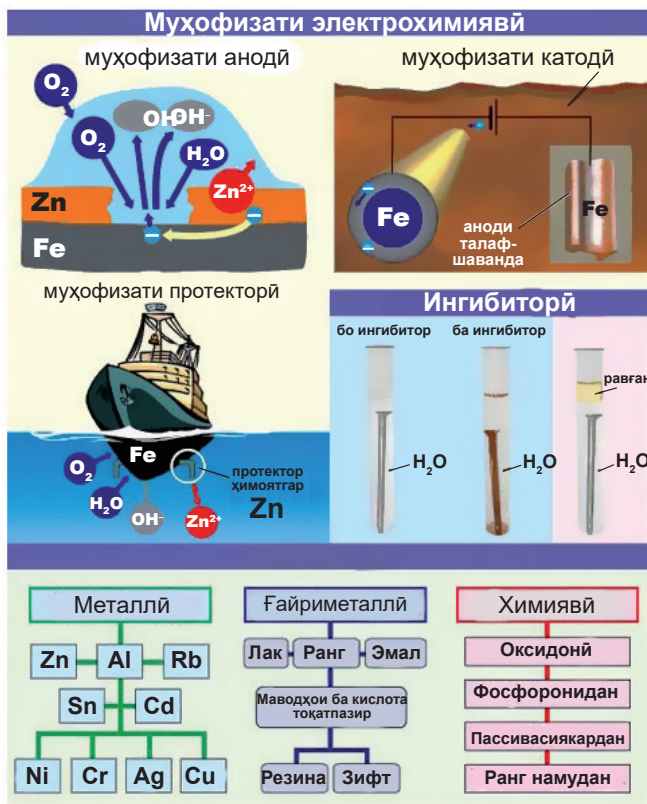 Муҳофизати электрохимиявӣ
муҳофизати анодӣ
O₂
O₂
OH
OH⁻
H₂O
Zn²⁺
Zn
Fe
муҳофизати катодӣ
Fe
аноди
талаф-
шаванда
Fe
муҳофизати протекторӣ
Fe
O₂
H₂O
OH⁻
Zn²⁺
протектор
ҳимоятгар
Zn
Ингибиторӣ
бо ингибитор
ба ингибитор
равған
H₂O
H₂O
H₂O
Металлӣ
Zn Al Rb
Sn Cd
Ni Cr Ag Cu
Ғайриметаллӣ
Лак Ранг Эмал
Маводҳои ба кислота
тоқатпазир
Резина Зифт
Химиявӣ
Оксидонӣ
Фосфоронидан
Пассивасиякардан
Ранг намудан